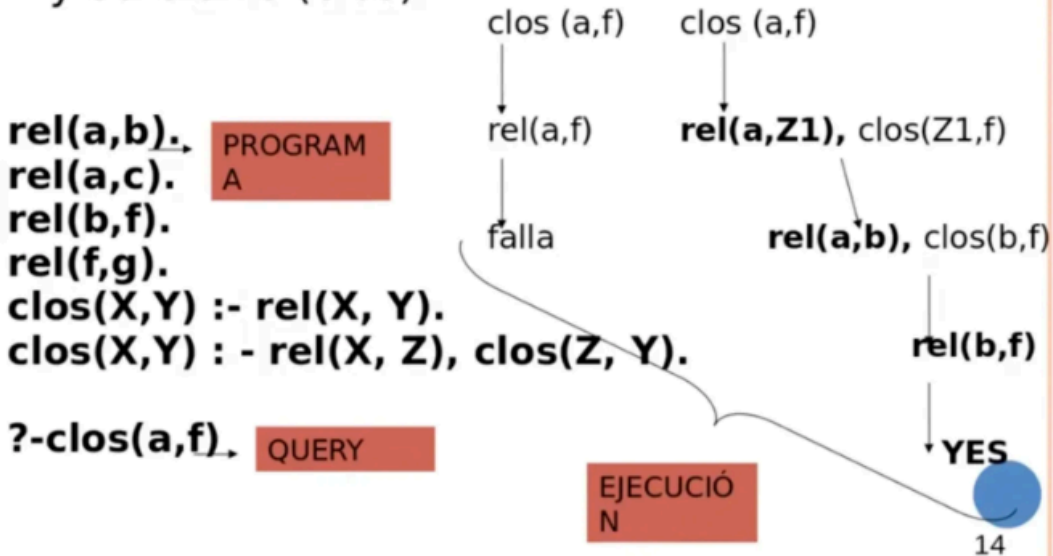 rel(a,b).
rel(a,c).
rel(b,f).
rel(f,g).
clos(X,Y) :- rel(X, Y).
clos(X,Y) : - rel(X, Z), clos(Z, Y).
?-clos(a,f)
PROGRAM
A
QUERY
clos (a,f)
rel(a,f)
falla
clos (a,f)
rel(a,Z1), clos(Z1,f)
rel(a,b), clos(b,f)
rel(b,f)
YES
EJECUCIÓ
N
14